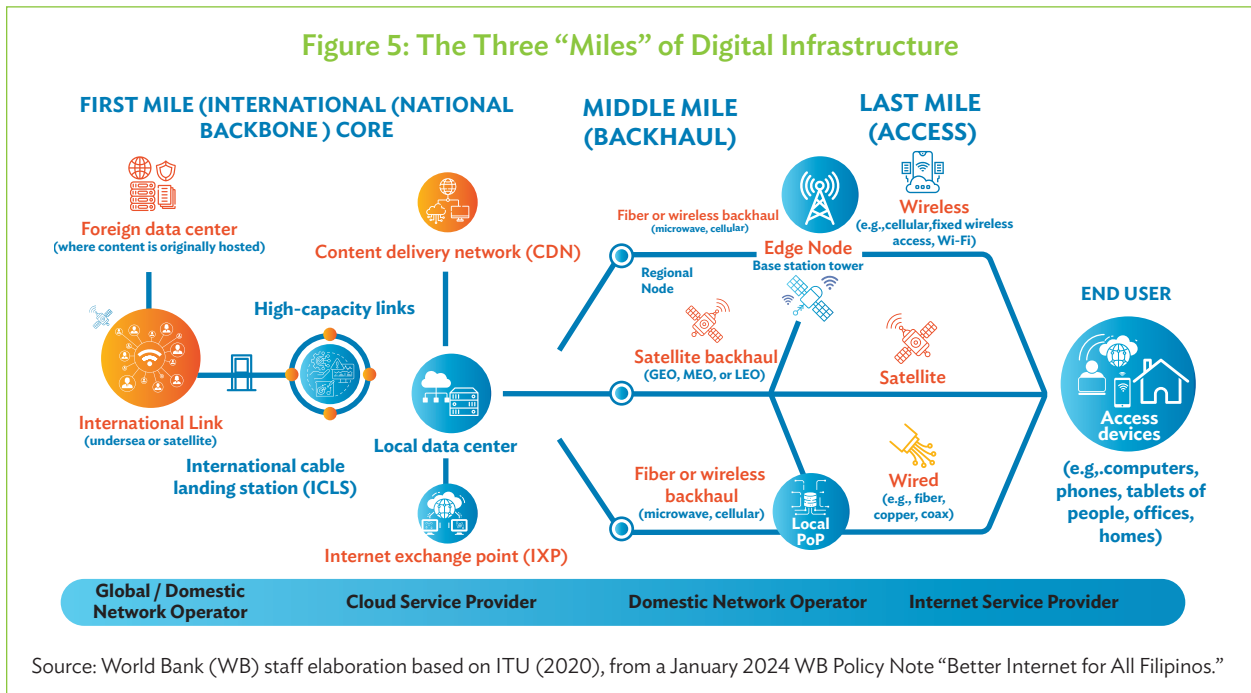 Figure 5: The Three “Miles” of Digital Infrastructure
FIRST MILE (INTERNATIONAL (NATIONAL
BACKBONE ) CORE
Foreign data center
(where content is originally hosted)
Content delivery network (CDN)
High-capacity links
International Link
(undersea or satellite)
International cable
landing station (ICLS)
Local data center
Internet exchange point (IXP)
MIDDLE MILE
(BACKHAUL)
Fiber or wireless backhaul
(microwave, cellular)
Regional
Node
Edge Node
Base station tower
Satellite backhaul
(GEO, MEO, or LEO)
Fiber or wireless
backhaul
(microwave, cellular)
Local
PoP
LAST MILE
(ACCESS)
Wireless
(e.g.,cellular,fixed wireless
access, Wi-Fi)
Satellite
Wired
(e.g., fiber,
copper, coax)
END USER
Access
devices
(e.g,.computers,
phones, tablets of
people, offices,
homes)
Global / Domestic
Network Operator
Cloud Service Provider
Domestic Network Operator
Internet Service Provider
Source: World Bank (WB) staff elaboration based on ITU (2020), from a January 2024 WB Policy Note “Better Internet for All Filipinos.”